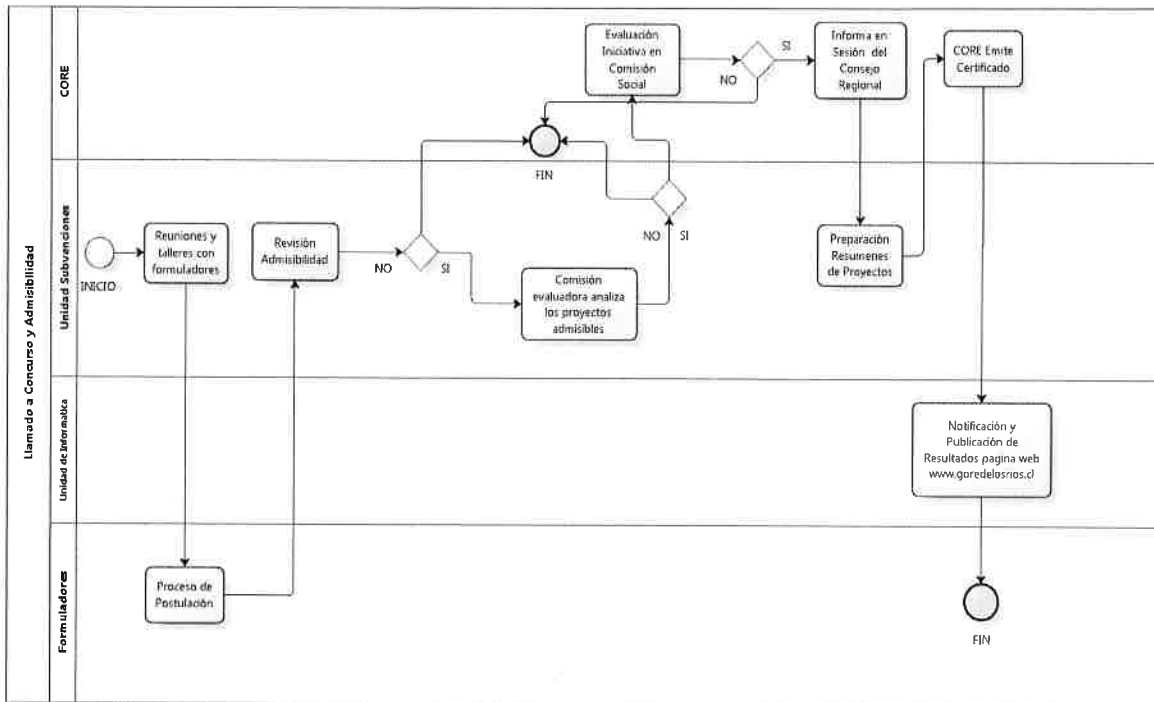 Llamado a Concurso y Admisibilidad
CORE
Evaluación
Iniciativa en
Comisión
Social
NO
SI
Informa en
Sesión del
Consejo
Regional
CORE Emite
Certificado
FIN
Unidad Subvenciones
INICIO
Reuniones y
talleres con
formuladores
Revisión
Admisibilidad
NO
SI
Comisión
evaluadora analiza
los proyectos
admisibles
NO
SI
Preparación
Resumenes
de Proyectos
Unidad de Informatica
Notificación y
Publicación de
Resultados pagina web
www.goredelosrios.cl
Formuladores
Proceso de
Postulación
FIN